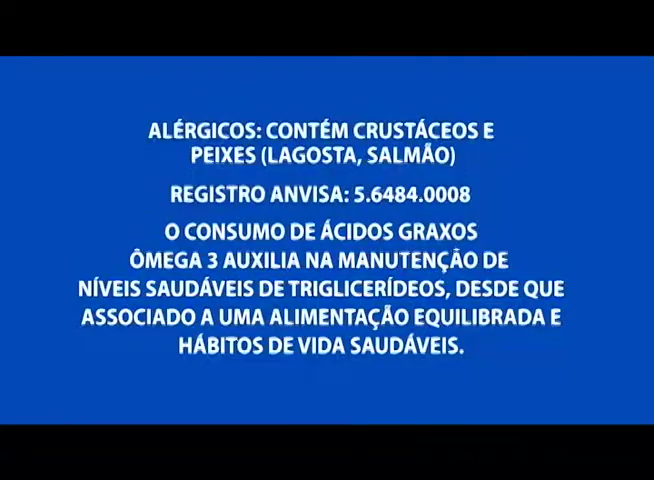 ALÉRGICOS: CONTÉM CRUSTÁCEOS E
PEIXES (LAGOSTA, SALMÃO)
REGISTRO ANVISA: 5.6484.0008
O CONSUMO DE ÁCIDOS GRAXOS
ÔMEGA 3 AUXILIA NA MANUTENÇÃO DE
NÍVEIS SAUDÁVEIS DE TRIGLICERÍDEOS, DESDE QUE
ASSOCIADO A UMA ALIMENTAÇÃO EQUILIBRADA E
HÁBITOS DE VIDA SAUDÁVEIS.